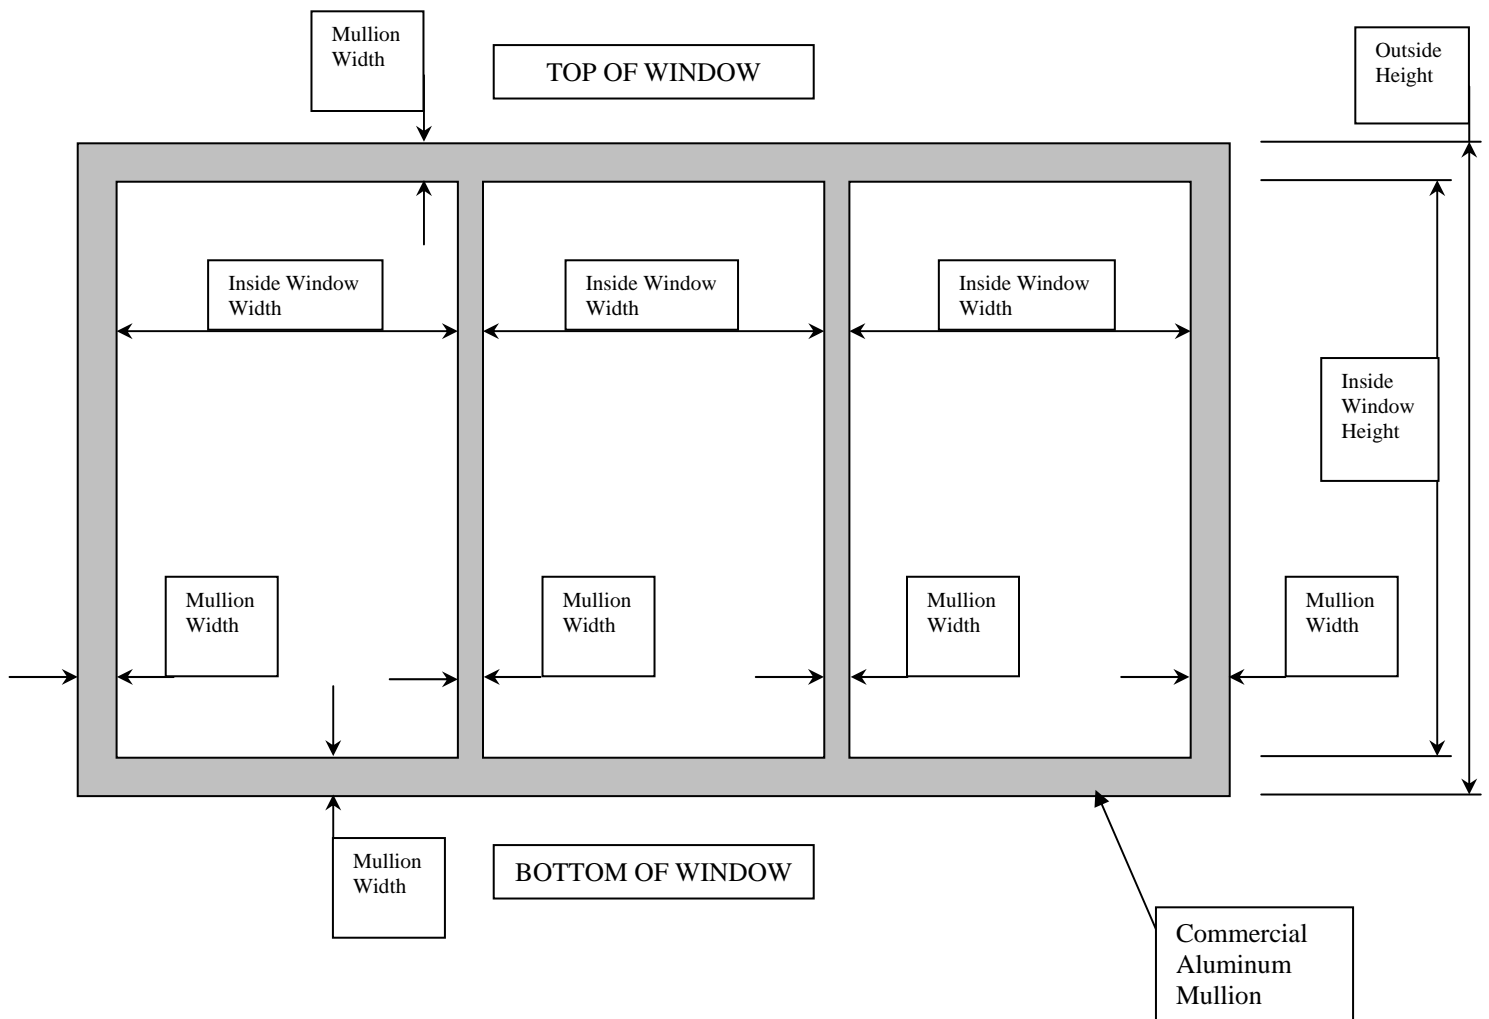 Mullion
Width
TOP OF WINDOW
Outside
Height
Inside Window
Width
Inside Window
Width
Inside Window
Width
Inside
Window
Height
Mullion
Width
Mullion
Width
Mullion
Width
Mullion
Width
Mullion
Width
BOTTOM OF WINDOW
Commercial
Aluminum
Mullion